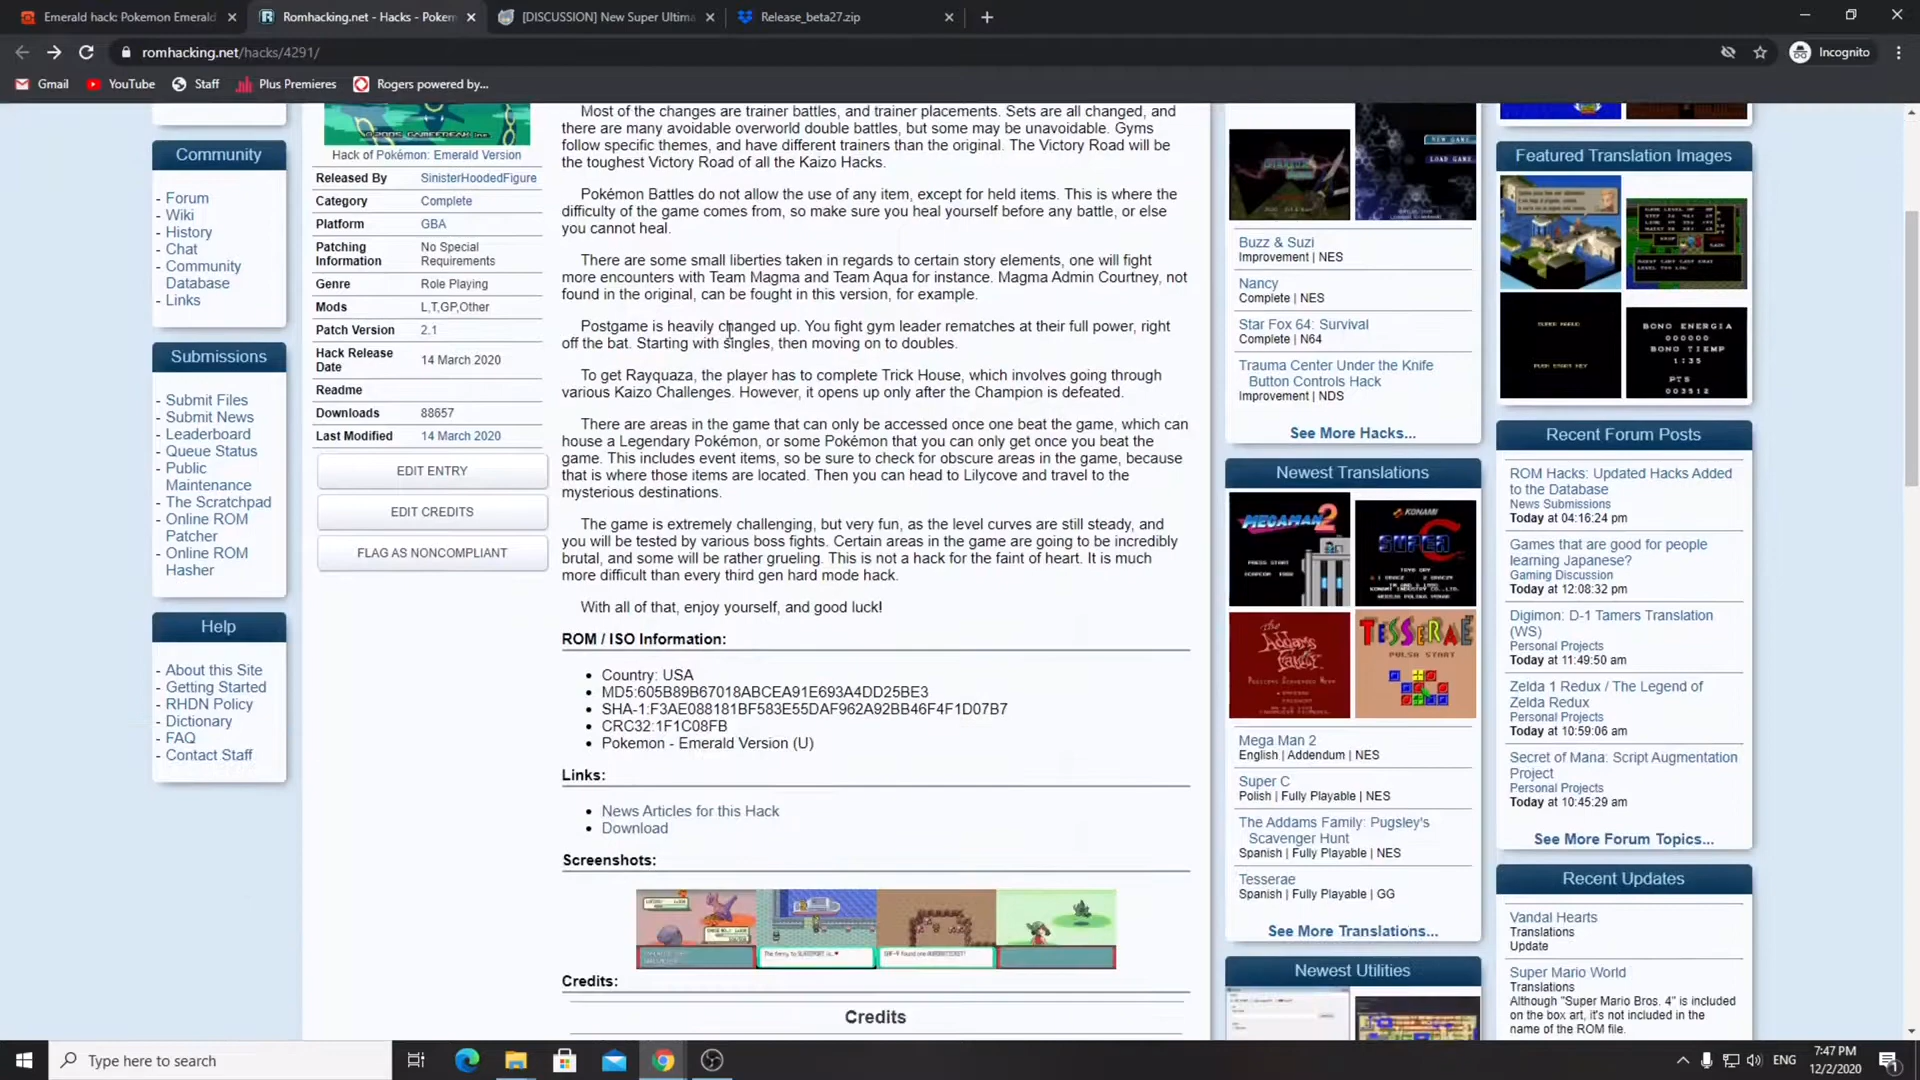 Emerald hack: Pokemon Emerald
Romhacking.net - Hacks - Pokem
[DISCUSSION] New Super Ultima
Release_beta27.zip
romhacking.net/hacks/4291/
Incognito
Gmail
YouTube
Staff
Plus Premieres
Rogers powered by...
Community
- Forum
- Wiki
- History
- Chat
- Community
Database
- Links
Submissions
- Submit Files
- Submit News
- Leaderboard
- Queue Status
- Public
Maintenance
- The Scratchpad
- Online ROM
Patcher
- Online ROM
Hasher
Help
- About this Site
- Getting Started
- RHDN Policy
- Dictionary
- FAQ
- Contact Staff
©2005 GAMEFREAK inc.
Hack of Pokémon: Emerald Version
Released By SinisterHoodedFigure
Category Complete
Platform GBA
Patching Information No Special Requirements
Genre Role Playing
Mods L,T,GP,Other
Patch Version 2.1
Hack Release Date 14 March 2020
Readme
Downloads 88657
Last Modified 14 March 2020
EDIT ENTRY
EDIT CREDITS
FLAG AS NONCOMPLIANT
Most of the changes are trainer battles, and trainer placements. Sets are all changed, and
there are many avoidable overworld double battles, but some may be unavoidable. Gyms
follow specific themes, and have different trainers than the original. The Victory Road will be
the toughest Victory Road of all the Kaizo Hacks.
Pokémon Battles do not allow the use of any item, except for held items. This is where the
difficulty of the game comes from, so make sure you heal yourself before any battle, or else
you cannot heal.
There are some small liberties taken in regards to certain story elements, one will fight
more encounters with Team Magma and Team Aqua for instance. Magma Admin Courtney, not
found in the original, can be fought in this version, for example.
Postgame is heavily changed up. You fight gym leader rematches at their full power, right
off the bat. Starting with singles, then moving on to doubles.
To get Rayquaza, the player has to complete Trick House, which involves going through
various Kaizo Challenges. However, it opens up only after the Champion is defeated.
There are areas in the game that can only be accessed once one beat the game, which can
house a Legendary Pokémon, or some Pokémon that you can only get once you beat the
game. This includes event items, so be sure to check for obscure areas in the game, because
that is where those items are located. Then you can head to Lilycove and travel to the
mysterious destinations.
The game is extremely challenging, but very fun, as the level curves are still steady, and
you will be tested by various boss fights. Certain areas in the game are going to be incredibly
brutal, and some will be rather grueling. This is not a hack for the faint of heart. It is much
more difficult than every third gen hard mode hack.
With all of that, enjoy yourself, and good luck!
ROM / ISO Information:
Country: USA
MD5:605B89B67018ABCEA91E693A4DD25BE3
SHA-1:F3AE088181BF583E55DAF962A92BB46F4F1D07B7
CRC32:1F1C08FB
Pokemon - Emerald Version (U)
Links:
News Articles for this Hack
Download
Screenshots:
Credits:
Credits
NEW GAME
LOAD GAME
Buzz & Suzi
Improvement | NES
Nancy
Complete | NES
Star Fox 64: Survival
Complete | N64
Trauma Center Under the Knife
Button Controls Hack
Improvement | NDS
See More Hacks...
Newest Translations
MEGAMAN 2
KONAMI
SUPER C
The Addams Family
TESSERAE
PULSA START
Mega Man 2
English | Addendum | NES
Super C
Polish | Fully Playable | NES
The Addams Family: Pugsley's
Scavenger Hunt
Spanish | Fully Playable | NES
Tesserae
Spanish | Fully Playable | GG
See More Translations...
Newest Utilities
Featured Translation Images
BONO ENERGIA
000000
BONO TIEMP
1:35
PTS
003512
Recent Forum Posts
ROM Hacks: Updated Hacks Added
to the Database
News Submissions
Today at 04:16:24 pm
Games that are good for people
learning Japanese?
Gaming Discussion
Today at 12:08:32 pm
Digimon: D-1 Tamers Translation
(WS)
Personal Projects
Today at 11:49:50 am
Zelda 1 Redux / The Legend of
Zelda Redux
Personal Projects
Today at 10:59:06 am
Secret of Mana: Script Augmentation
Project
Personal Projects
Today at 10:45:29 am
See More Forum Topics...
Recent Updates
Vandal Hearts
Translations
Update
Super Mario World
Translations
Although "Super Mario Bros. 4" is included
on the box art, it's not included in the
name of the ROM file.
Type here to search
ENG
7:47 PM
12/2/2020